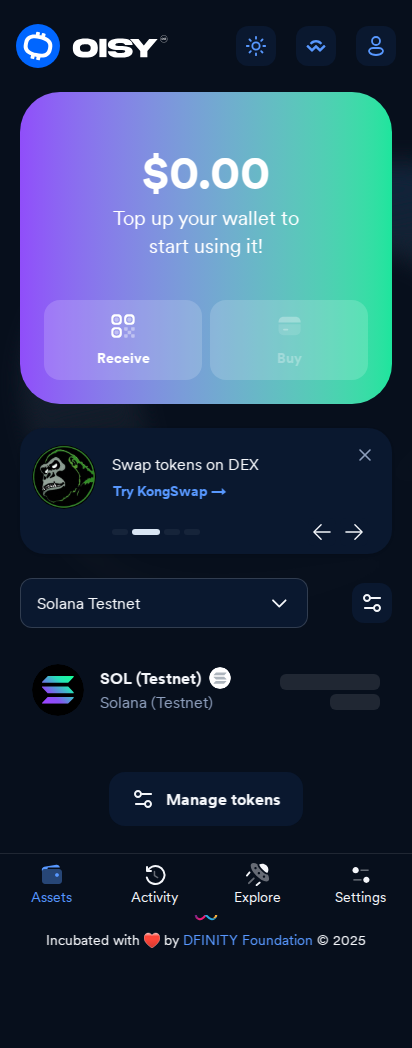 OISY
$0.00
Top up your wallet to
start using it!
Receive
Buy
Swap tokens on DEX
Try KongSwap →
Solana Testnet
SOL (Testnet)
Solana (Testnet)
Manage tokens
Assets
Activity
Explore
Settings
Incubated with ❤️ by DFINITY Foundation © 2025